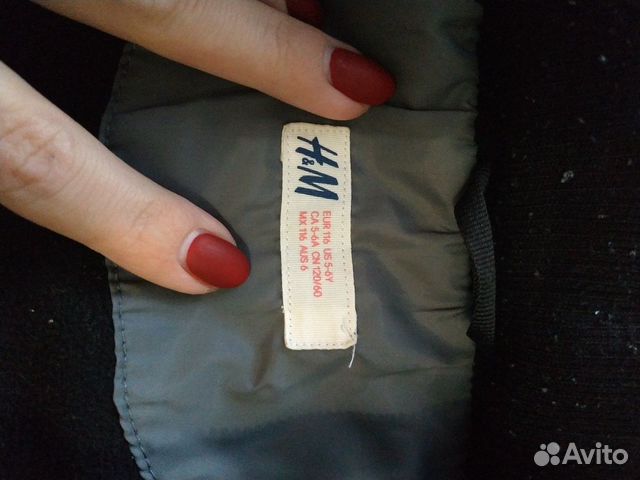 H&M
EUR 116 US 5-6Y
CA 5-6A CN 120/60
MX 116 AUS 6
Avito